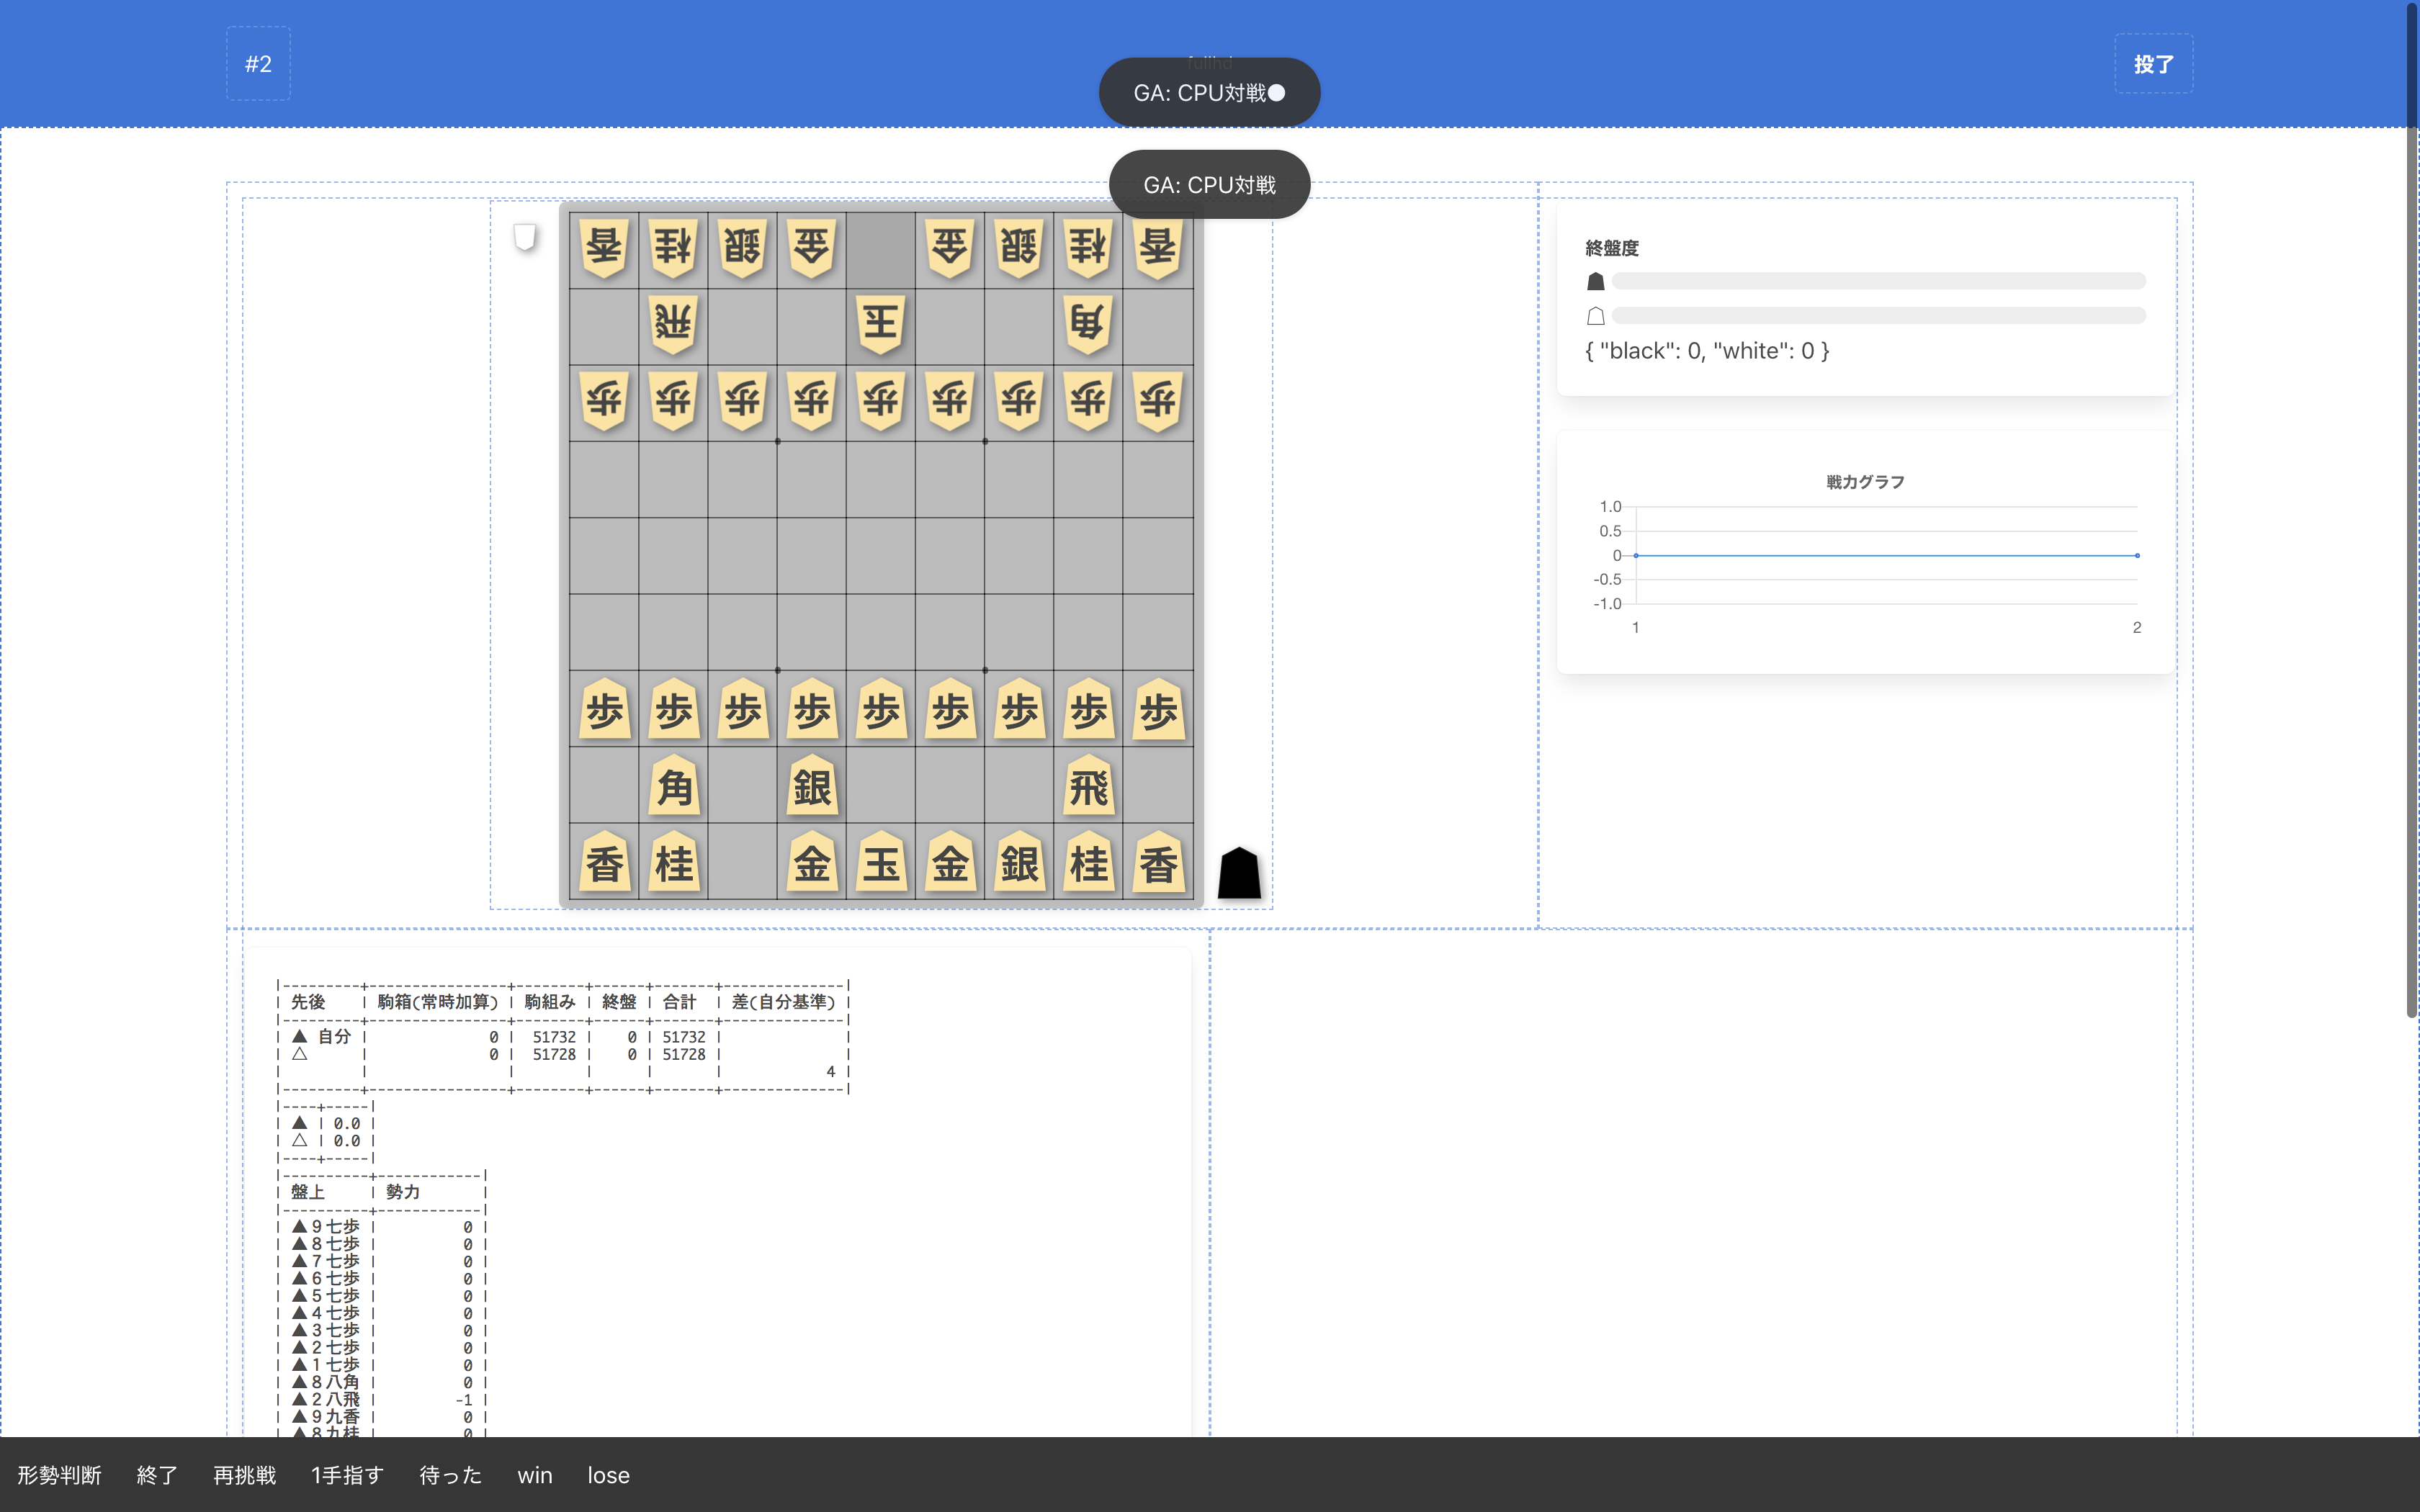 #2
fullhd
投了
GA: CPU対戦●
GA: CPU対戦
香 桂 銀 金 金 銀 桂 香
飛 玉 角
歩 歩 歩 歩 歩 歩 歩 歩 歩
歩 歩 歩 歩 歩 歩 歩 歩 歩
角 銀 飛
香 桂 金 玉 金 銀 桂 香
終盤度
{ "black": 0, "white": 0 }
戦力グラフ
1.0
0.5
0
-0.5
-1.0
1 2
|---------+----------------+--------+------+-------+--------------|
| 先後 | 駒箱(常時加算) | 駒組み | 終盤 | 合計 | 差(自分基準) |
|---------+----------------+--------+------+-------+--------------|
| ▲ 自分 | 0 | 51732 | 0 | 51732 | |
| △ | 0 | 51728 | 0 | 51728 | |
| | | | | | 4 |
|---------+----------------+--------+------+-------+--------------|
|----+-----|
| ▲ | 0.0 |
| △ | 0.0 |
|----+-----|
|----------+------------|
| 盤上 | 勢力 |
|----------+------------|
| ▲9七歩 | 0 |
| ▲8七歩 | 0 |
| ▲7七歩 | 0 |
| ▲6七歩 | 0 |
| ▲5七歩 | 0 |
| ▲4七歩 | 0 |
| ▲3七歩 | 0 |
| ▲2七歩 | 0 |
| ▲1七歩 | 0 |
| ▲8八角 | 0 |
| ▲2八飛 | -1 |
| ▲9九香 | 0 |
| ▲8九桂 | 0 |
形勢判断 終了 再挑戦 1手指す 待った win lose